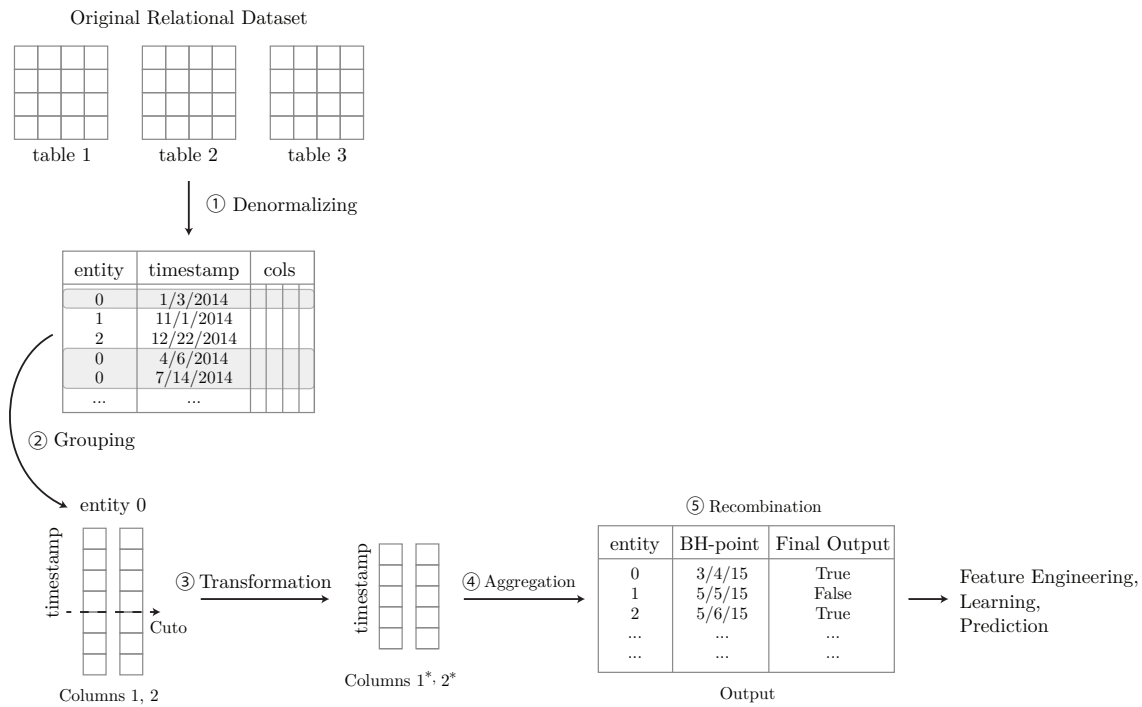 Original Relational Dataset
table 1 table 2 table 3
① Denormalizing
entity timestamp cols
0 1/3/2014
1 11/1/2014
2 12/22/2014
0 4/6/2014
0 7/14/2014
... ...
② Grouping
entity 0
timestamp
Cuto
Columns 1, 2
③ Transformation
timestamp
Columns 1*, 2*
④ Aggregation
⑤ Recombination
entity BH-point Final Output
0 3/4/15 True
1 5/5/15 False
2 5/6/15 True
... ... ...
... ... ...
Output
Feature Engineering,
Learning,
Prediction